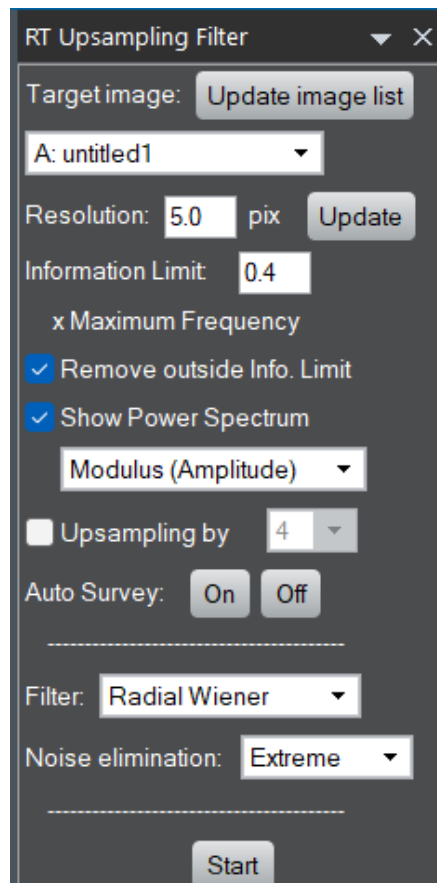 RT Upsampling Filter
Target image: Update image list
A: untitled1
Resolution: 5.0 pix Update
Information Limit: 0.4
x Maximum Frequency
Remove outside Info. Limit
Show Power Spectrum
Modulus (Amplitude)
Upsampling by 4
Auto Survey: On Off
----------------------------------------
Filter: Radial Wiener
Noise elimination: Extreme
----------------------------------------
Start